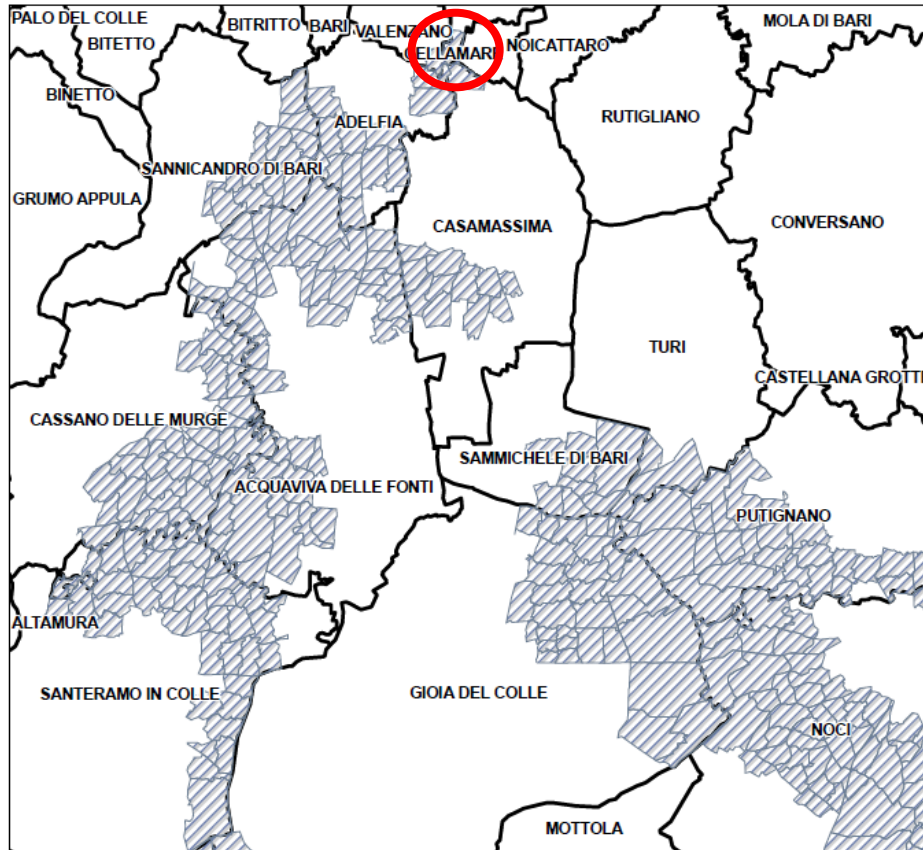 PALO DEL COLLE
BITETTO
BITRITTO
BARI
VALENZANO
CELLAMARE
NOICATTARO
MOLA DI BARI
BINETTO
ADELFIA
RUTIGLIANO
SANNICANDRO DI BARI
GRUMO APPULA
CASAMASSIMA
CONVERSANO
TURI
CASTELLANA GROTT
CASSANO DELLE MURGE
SAMMICHELE DI BARI
ACQUAVIVA DELLE FONTI
PUTIGNANO
ALTAMURA
SANTERAMO IN COLLE
GIOIA DEL COLLE
NOCI
MOTTOLA